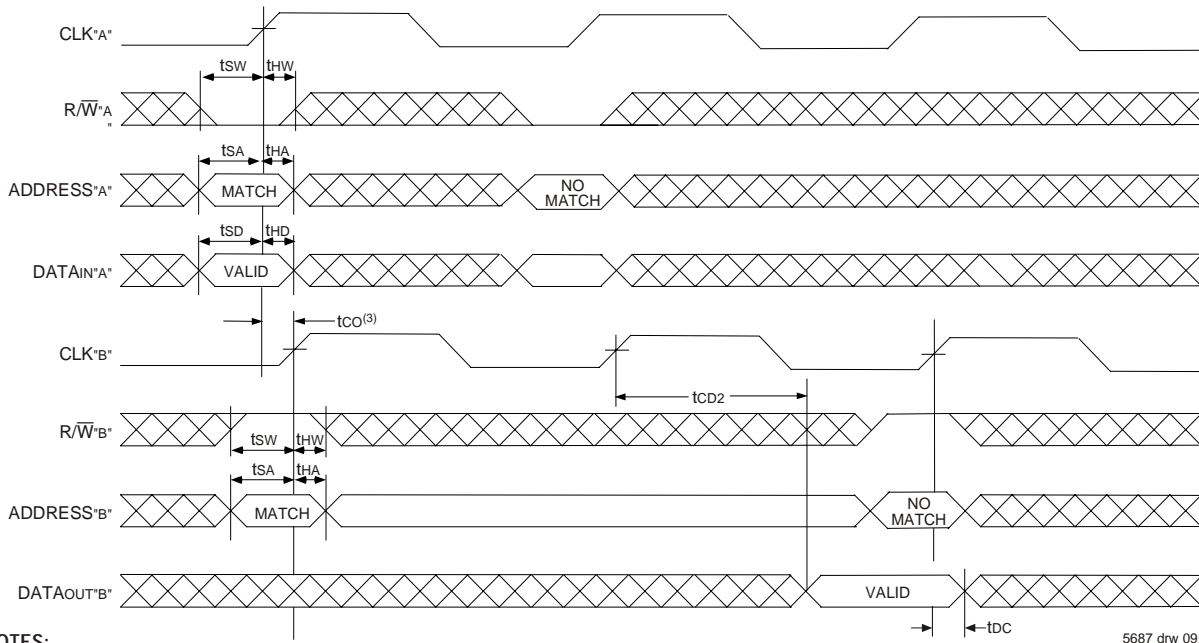 CLK"A"
tSW tHW
R/W"A"
tSA tHA
ADDRESS"A" MATCH NO MATCH
tSD tHD
DATAIN"A" VALID
tCO(3)
CLK"B"
tCD2
R/W"B"
tSW tHW
tSA tHA
ADDRESS"B" MATCH NO MATCH
DATAOUT"B" VALID
tDC
OTES:
5687 drw 09